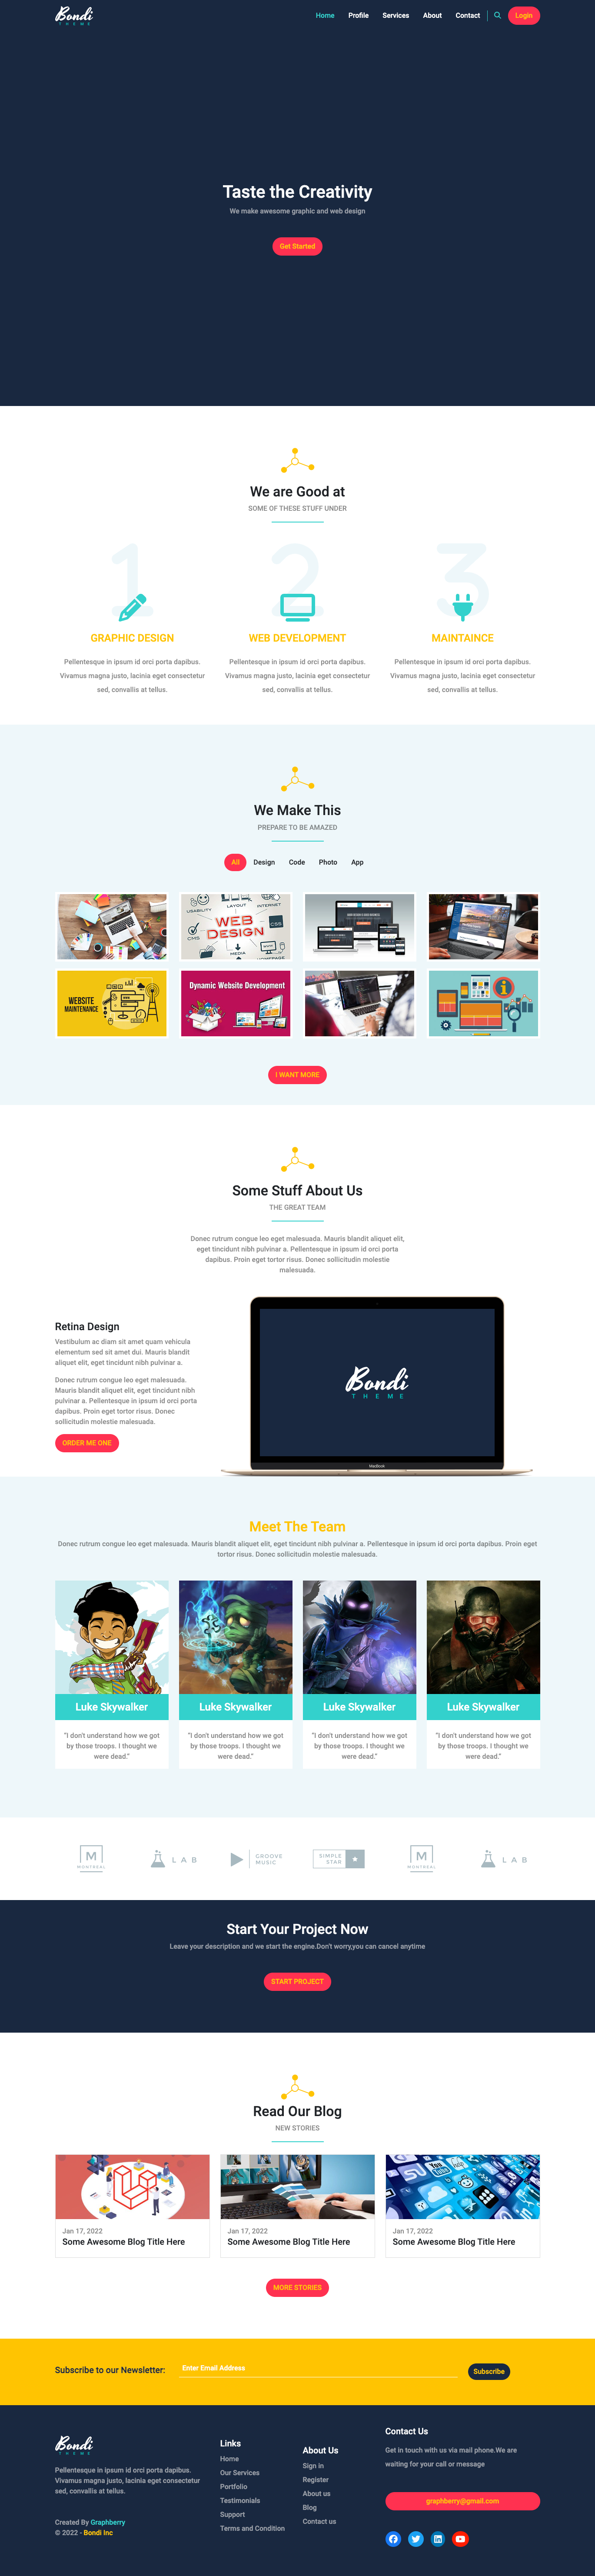 Bondi
THEME
Home Profile Services About Contact Login
Taste the Creativity
We make awesome graphic and web design
Get Started
We are Good at
SOME OF THESE STUFF UNDER
1 2 3
GRAPHIC DESIGN
Pellentesque in ipsum id orci porta dapibus.
Vivamus magna justo, lacinia eget consectetur
sed, convallis at tellus.
WEB DEVELOPMENT
Pellentesque in ipsum id orci porta dapibus.
Vivamus magna justo, lacinia eget consectetur
sed, convallis at tellus.
MAINTAINCE
Pellentesque in ipsum id orci porta dapibus.
Vivamus magna justo, lacinia eget consectetur
sed, convallis at tellus.
We Make This
PREPARE TO BE AMAZED
All Design Code Photo App
USABILITY
LAYOUT
INTERNET
WEB
DESIGN
CMS
CSS
MEDIA
WEBSITE
MAINTENANCE
Dynamic Website Development
I WANT MORE
Some Stuff About Us
THE GREAT TEAM
Donec rutrum congue leo eget malesuada. Mauris blandit aliquet elit,
eget tincidunt nibh pulvinar a. Pellentesque in ipsum id orci porta
dapibus. Proin eget tortor risus. Donec sollicitudin molestie
malesuada.
Retina Design
Vestibulum ac diam sit amet quam vehicula
elementum sed sit amet dui. Mauris blandit
aliquet elit, eget tincidunt nibh pulvinar a.
Donec rutrum congue leo eget malesuada.
Mauris blandit aliquet elit, eget tincidunt nibh
pulvinar a. Pellentesque in ipsum id orci porta
dapibus. Proin eget tortor risus. Donec
sollicitudin molestie malesuada.
ORDER ME ONE
Bondi
THEME
MacBook
Meet The Team
Donec rutrum congue leo eget malesuada. Mauris blandit aliquet elit, eget tincidunt nibh pulvinar a. Pellentesque in ipsum id orci porta dapibus. Proin eget
tortor risus. Donec sollicitudin molestie malesuada.
Luke Skywalker
"I don't understand how we got
by those troops. I thought we
were dead."
Luke Skywalker
"I don't understand how we got
by those troops. I thought we
were dead."
Luke Skywalker
"I don't understand how we got
by those troops. I thought we
were dead."
Luke Skywalker
"I don't understand how we got
by those troops. I thought we
were dead."
M
MONTREAL
LAB
GROOVE
MUSIC
SIMPLE
STAR
M
MONTREAL
LAB
Start Your Project Now
Leave your description and we start the engine.Don't worry,you can cancel anytime
START PROJECT
Read Our Blog
NEW STORIES
You Tube
Jan 17, 2022
Some Awesome Blog Title Here
Jan 17, 2022
Some Awesome Blog Title Here
Jan 17, 2022
Some Awesome Blog Title Here
MORE STORIES
Subscribe to our Newsletter:
Enter Email Address
Subscribe
Bondi
THEME
Pellentesque in ipsum id orci porta dapibus.
Vivamus magna justo, lacinia eget consectetur
sed, convallis at tellus.
Created By Graphberry
© 2022 - Bondi Inc
Links
Home
Our Services
Portfolio
Testimonials
Support
Terms and Condition
About Us
Sign in
Register
About us
Blog
Contact us
Contact Us
Get in touch with us via mail phone.We are
waiting for your call or message
graphberry@gmail.com